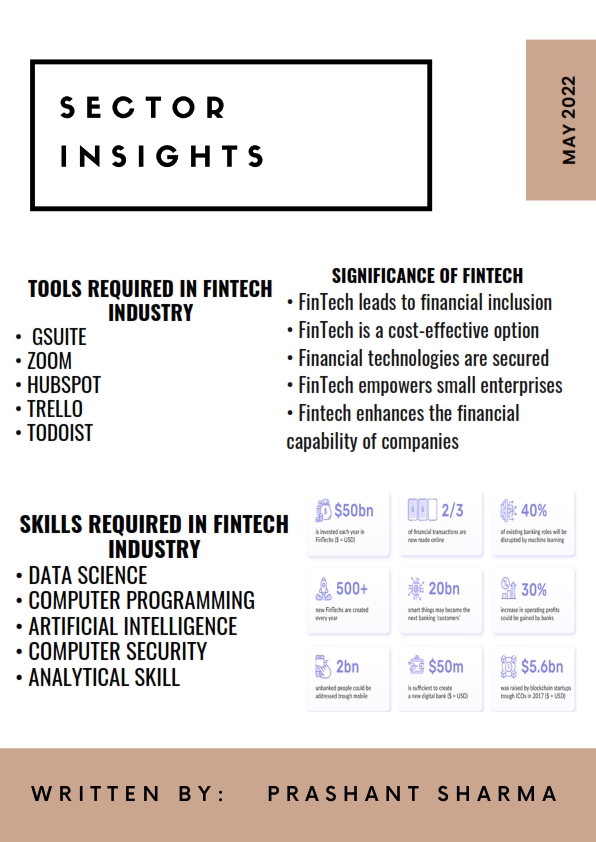 SECTOR
INSIGHTS
MAY 2022
TOOLS REQUIRED IN FINTECH
INDUSTRY
• GSUITE
• ZOOM
• HUBSPOT
• TRELLO
• TODOIST
SIGNIFICANCE OF FINTECH
• FinTech leads to financial inclusion
• FinTech is a cost-effective option
• Financial technologies are secured
• FinTech empowers small enterprises
• Fintech enhances the financial
capability of companies
SKILLS REQUIRED IN FINTECH
INDUSTRY
• DATA SCIENCE
• COMPUTER PROGRAMMING
• ARTIFICIAL INTELLIGENCE
• COMPUTER SECURITY
• ANALYTICAL SKILL
$50bn
is invested each year in
FinTechs ($ = USD)
2/3
of financial transactions are
now made online
40%
of existing banking roles will be
disrupted by machine learning
500+
new FinTechs are created
every year
20bn
smart things may become the
next banking 'customers'
30%
increase in operating profits
could be gained by banks
2bn
unbanked people could be
addressed trough mobile
$50m
is sufficient to create
a new digital bank ($ = USD)
$5.6bn
was raised by blockchain startups
trough ICOs in 2017 ($ = USD)
WRITTEN BY: PRASHANT SHARMA